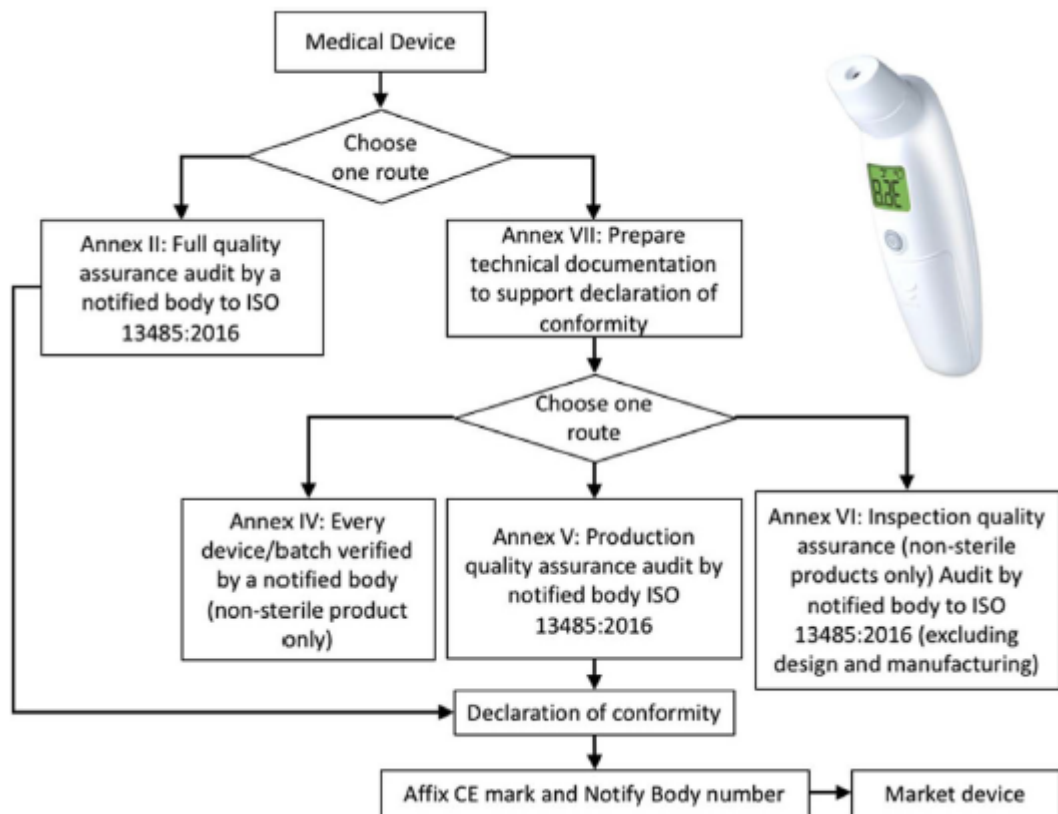 Medical Device
Choose
one route
Annex II: Full quality
assurance audit by a
notified body to ISO
13485:2016
Annex VII: Prepare
technical documentation
to support declaration of
conformity
Choose one
route
Annex IV: Every
device/batch verified
by a notified body
(non-sterile product
only)
Annex V: Production
quality assurance audit by
notified body ISO
13485:2016
Annex VI: Inspection quality
assurance (non-sterile
products only) Audit by
notified body to ISO
13485:2016 (excluding
design and manufacturing)
Declaration of conformity
Affix CE mark and Notify Body number
Market device